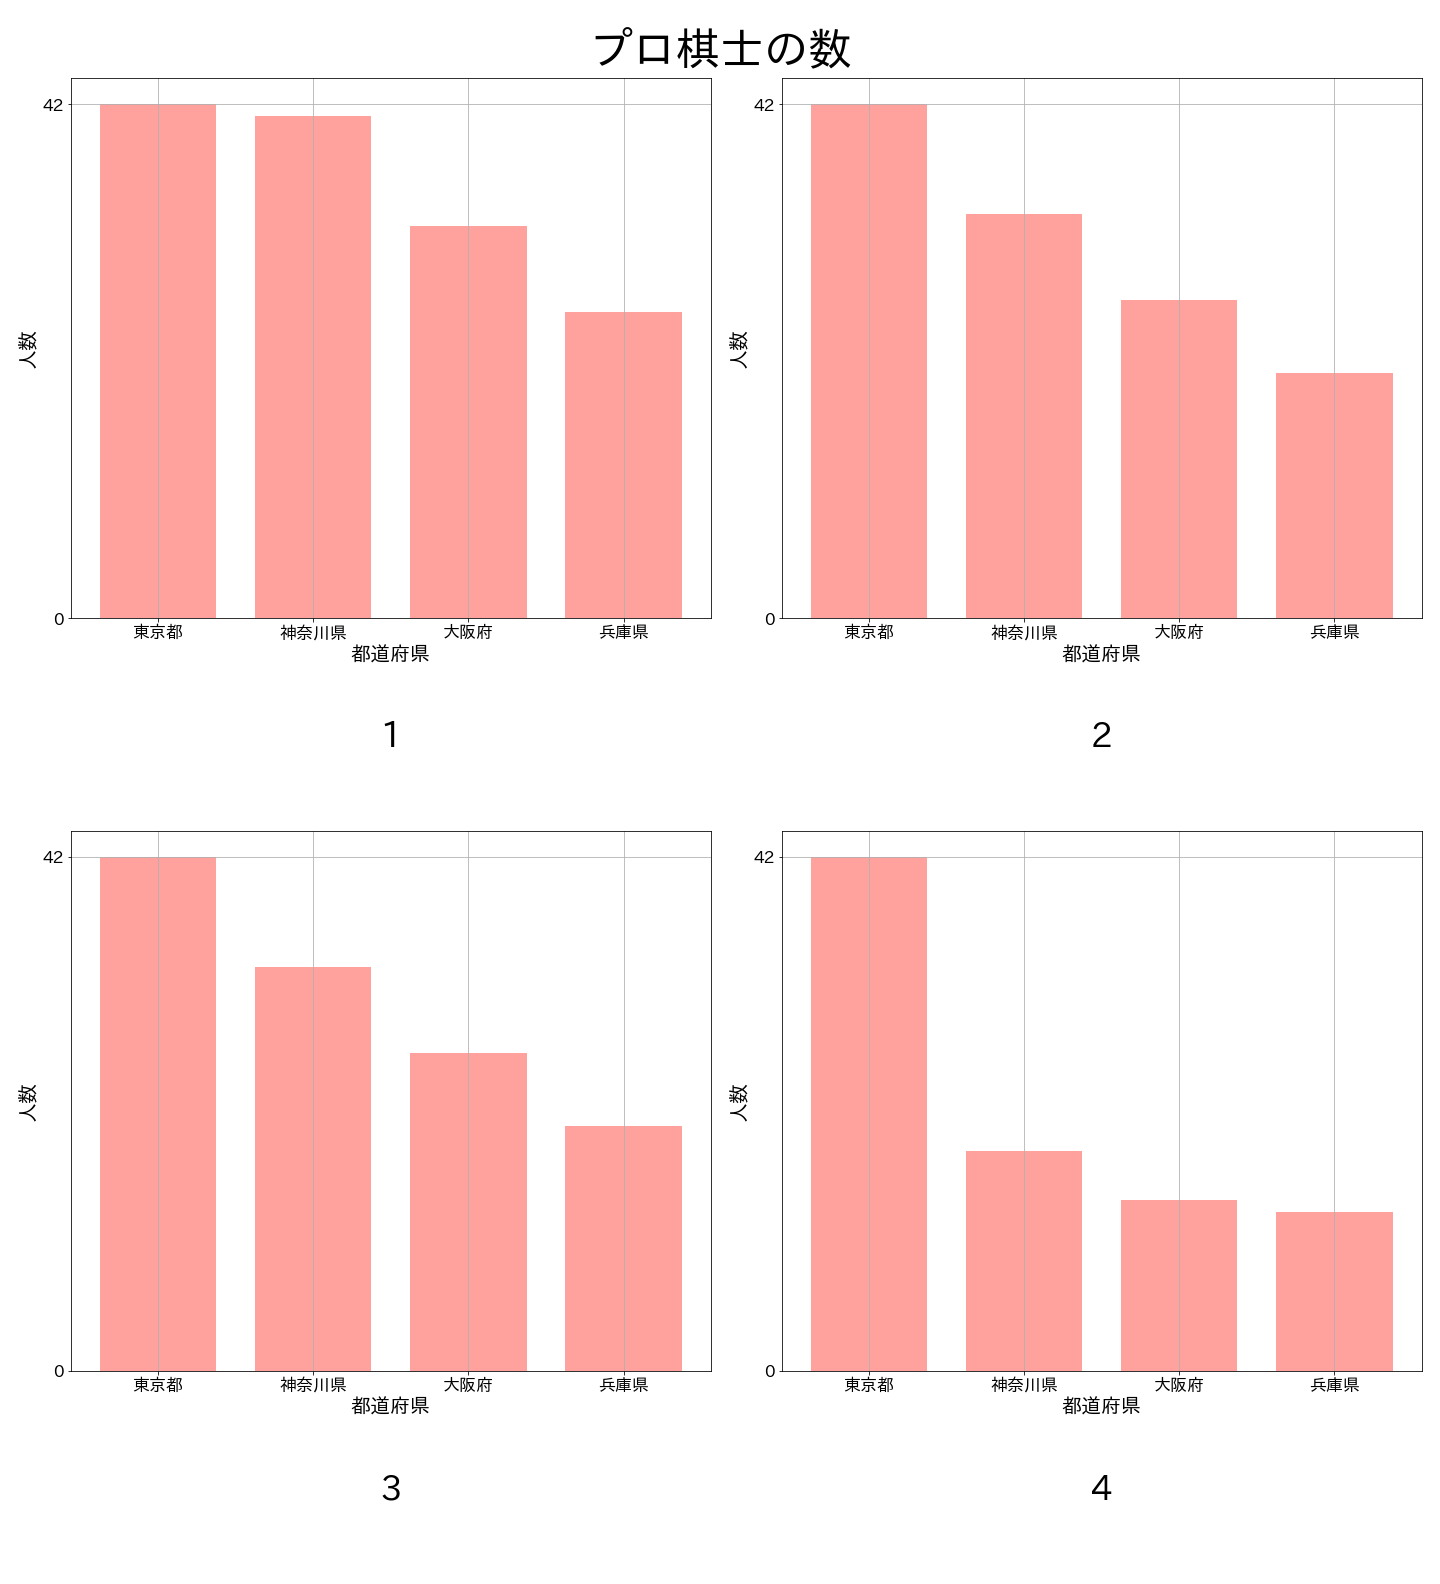 プロ棋士の数
42
0
人数
東京都 神奈川県 大阪府 兵庫県
都道府県
1
42
0
人数
東京都 神奈川県 大阪府 兵庫県
都道府県
2
42
0
人数
東京都 神奈川県 大阪府 兵庫県
都道府県
3
42
0
人数
東京都 神奈川県 大阪府 兵庫県
都道府県
4